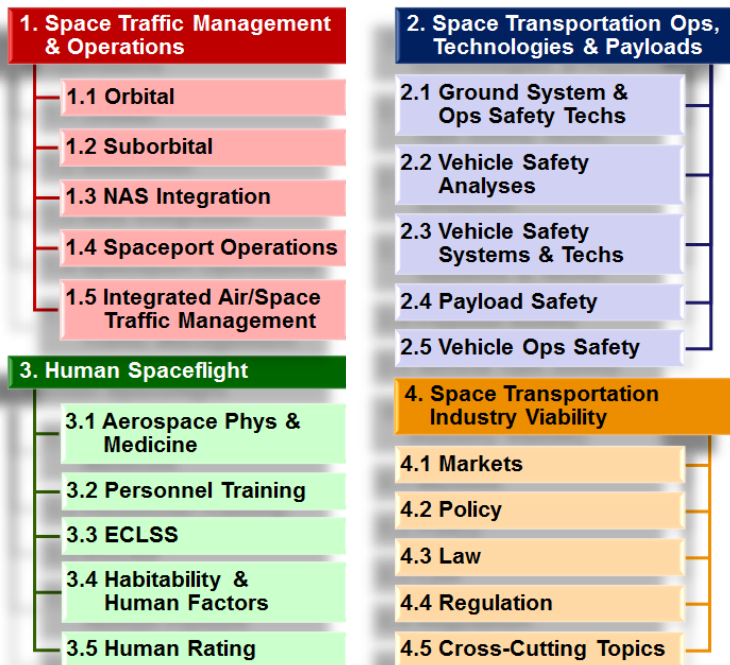 1. Space Traffic Management
& Operations
1.1 Orbital
1.2 Suborbital
1.3 NAS Integration
1.4 Spaceport Operations
1.5 Integrated Air/Space
Traffic Management
2. Space Transportation Ops,
Technologies & Payloads
2.1 Ground System &
Ops Safety Techs
2.2 Vehicle Safety
Analyses
2.3 Vehicle Safety
Systems & Techs
2.4 Payload Safety
2.5 Vehicle Ops Safety
3. Human Spaceflight
3.1 Aerospace Phys &
Medicine
3.2 Personnel Training
3.3 ECLSS
3.4 Habitability &
Human Factors
3.5 Human Rating
4. Space Transportation
Industry Viability
4.1 Markets
4.2 Policy
4.3 Law
4.4 Regulation
4.5 Cross-Cutting Topics